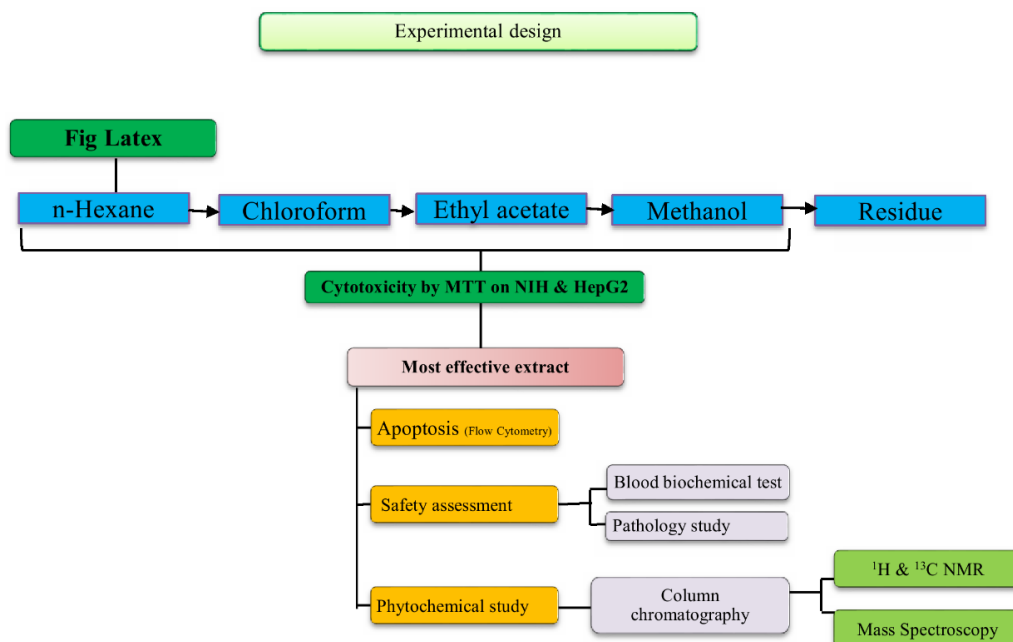 Experimental design
Fig Latex
n-Hexane
Chloroform
Ethyl acetate
Methanol
Residue
Cytotoxicity by MTT on NIH & HepG2
Most effective extract
Apoptosis (Flow Cytometry)
Safety assessment
Blood biochemical test
Pathology study
Phytochemical study
Column
chromatography
¹H & ¹³C NMR
Mass Spectroscopy